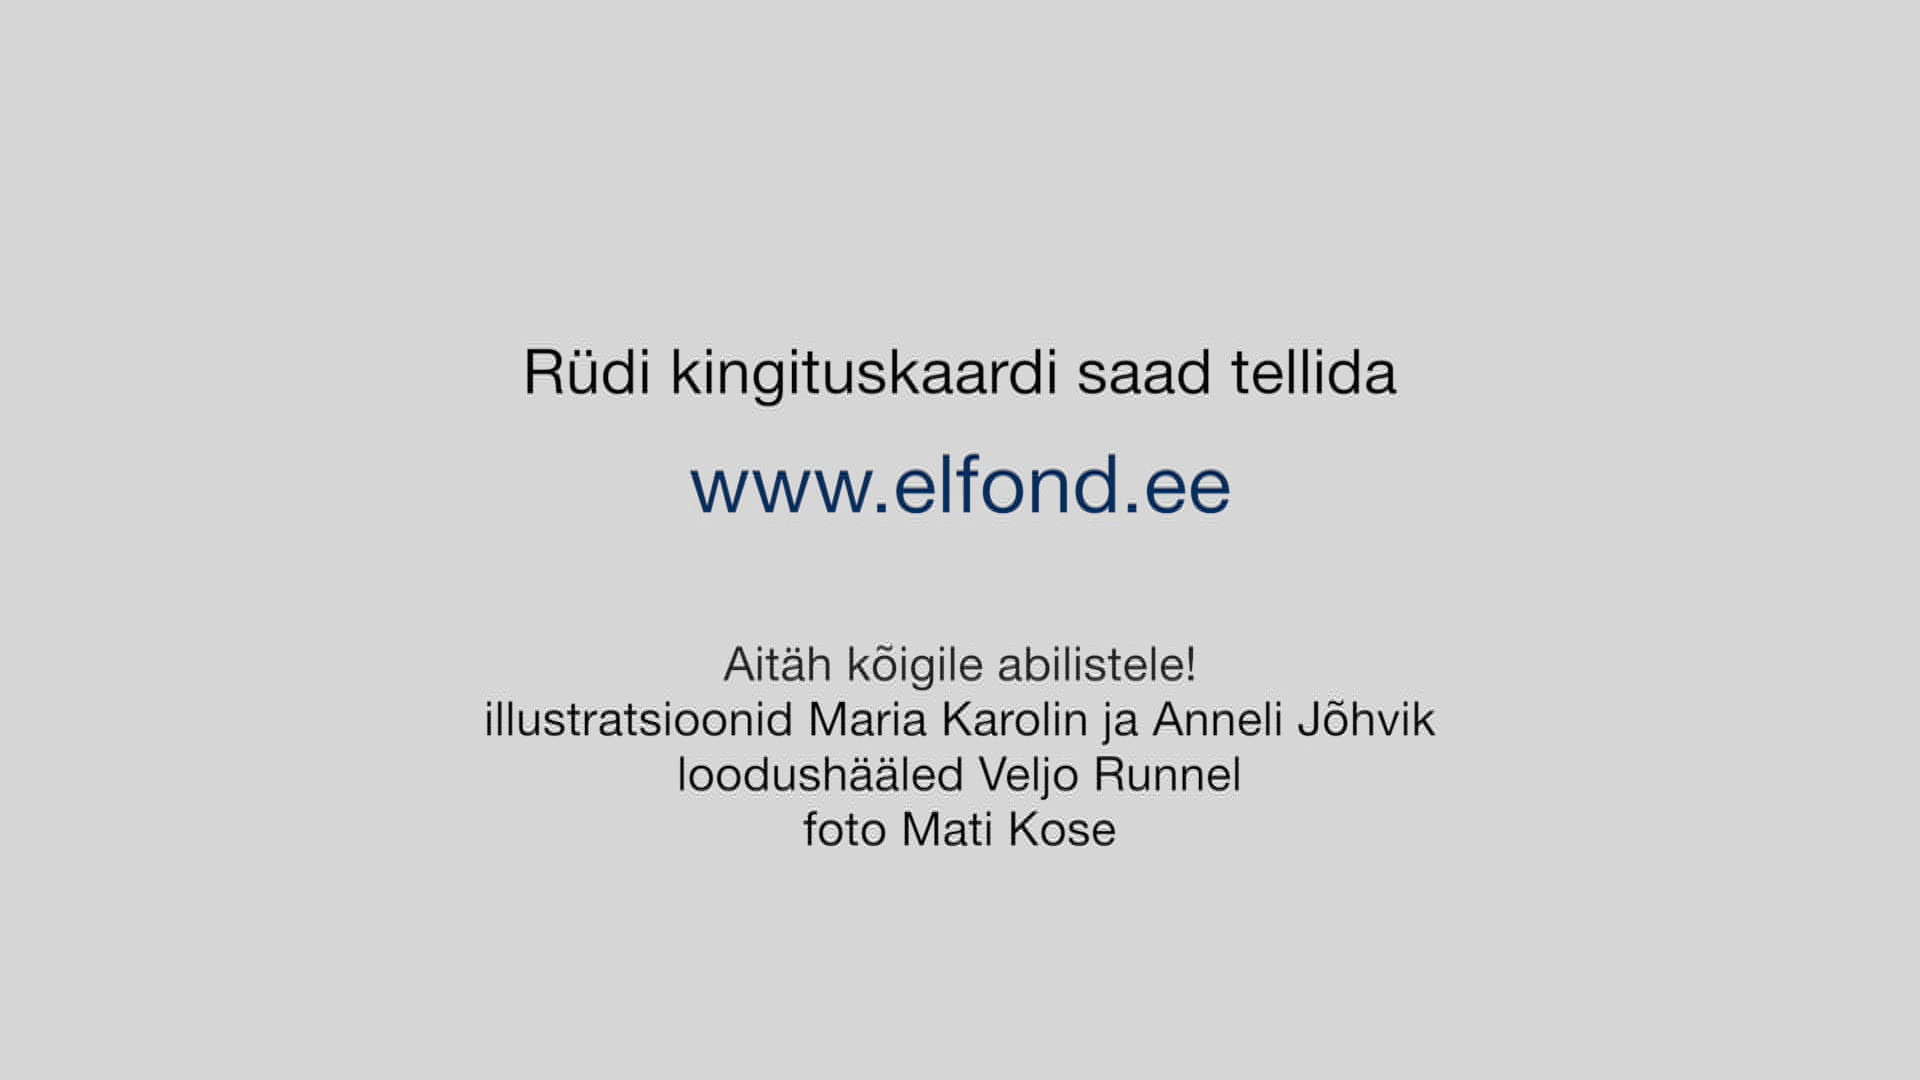 Rüdi kingituskaardi saad tellida
www.elfond.ee
Aitäh kõigile abilistele!
illustratsioonid Maria Karolin ja Anneli Jõhvik
loodushääled Veljo Runnel
foto Mati Kose